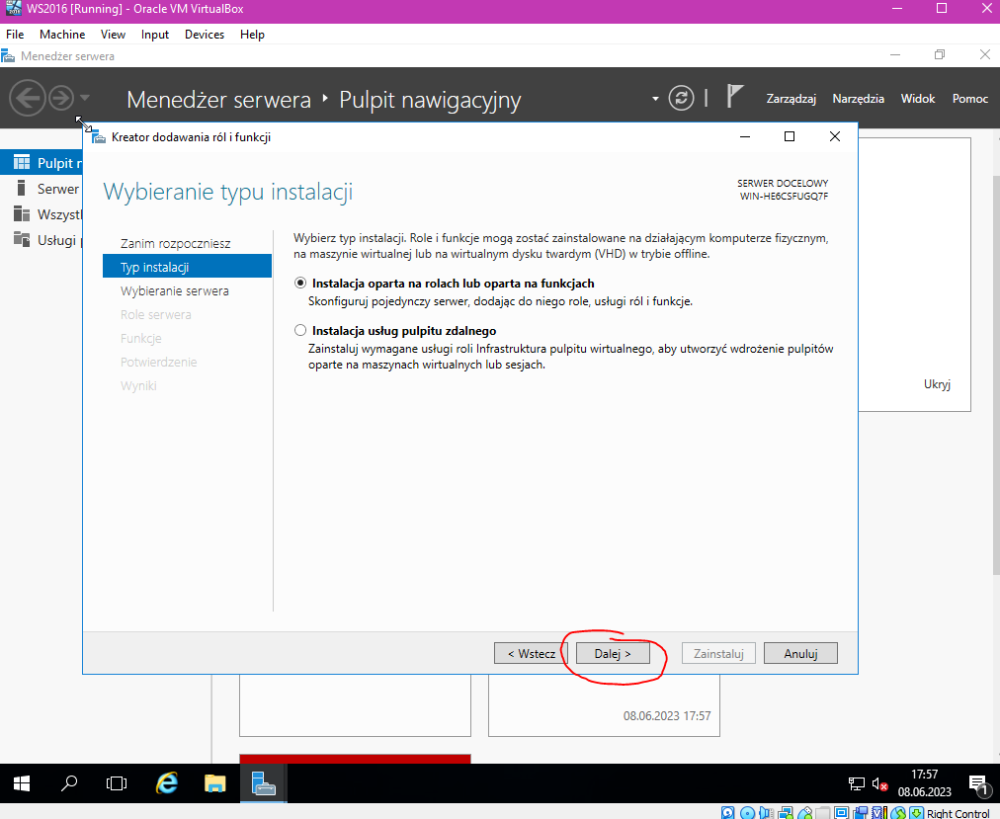 WS2016 [Running] - Oracle VM VirtualBox
File Machine View Input Devices Help
Menedżer serwera
Menedżer serwera Pulpit nawigacyjny
Zarządzaj Narzędzia Widok Pomoc
Kreator dodawania ról i funkcji
Pulpit
Serwer
Usługi
Wybieranie typu instalacji
SERWER DOCELOWY
WIN-HE6CSFUGQ7F
Zanim rozpoczniesz
Typ instalacji
Wybieranie serwera
Role serwera
Funkcje
Potwierdzenie
Wyniki
Wybierz typ instalacji. Role i funkcje mogą zostać zainstalowane na działającym komputerze fizycznym,
na maszynie wirtualnej lub na wirtualnym dysku twardym (VHD) w trybie offline.
Instalacja oparta na rolach lub oparta na funkcjach
Skonfiguruj pojedynczy serwer, dodając do niego role, usługi ról i funkcje.
Instalacja usług pulpitu zdalnego
Zainstaluj wymagane usługi roli Infrastruktura pulpitu wirtualnego, aby utworzyć wdrożenie pulpitów
oparte na maszynach wirtualnych lub sesjach.
Ukryj
< Wstecz Dalej > Zainstaluj Anuluj
08.06.2023 17:57
17:57
08.06.2023
1
Right Control